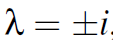 λ = ±i,